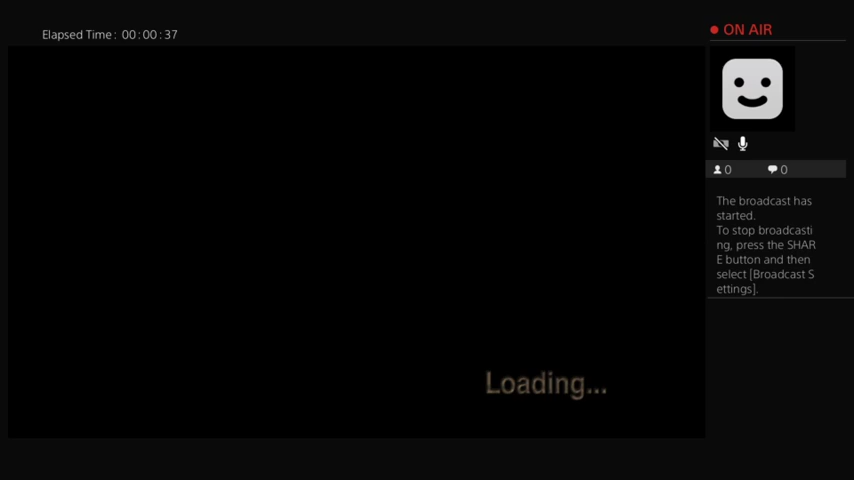 Elapsed Time : 00:00:37
ON AIR
0 0
The broadcast has
started.
To stop broadcasti
ng, press the SHAR
E button and then
select [Broadcast S
ettings].
Loading...